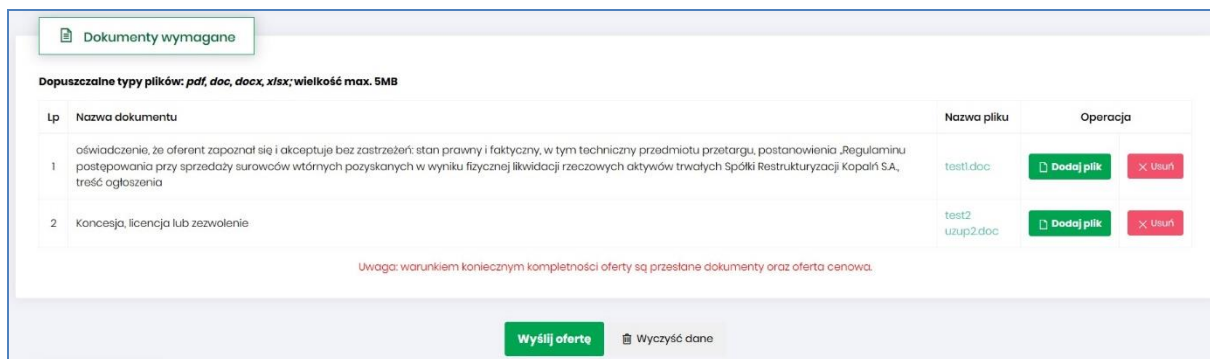 Dokumenty wymagane
Dopuszczalne typy plików: pdf, doc, docx, xlsx; wielkość max. 5MB
Lp Nazwa dokumentu Nazwa pliku Operacja
oświadczenie, że oferent zapoznał się i akceptuje bez zastrzeżeń: stan prawny i faktyczny, w tym techniczny przedmiotu przetargu, postanowienia „Regulaminu
1 postępowania przy sprzedaży surowców wtórnych pozyskanych w wyniku fizycznej likwidacji rzeczowych aktywów trwałych Spółki Restrukturyzacji Kopalń S.A., test1.doc Dodaj plik Usuń
treść ogłoszenia
2 Koncesja, licencja lub zezwolenie test2 Dodaj plik Usuń
uzup2.doc
Uwaga: warunkiem koniecznym kompletności oferty są przesłane dokumenty oraz oferta cenowa.
Wyślij ofertę Wyczyść dane